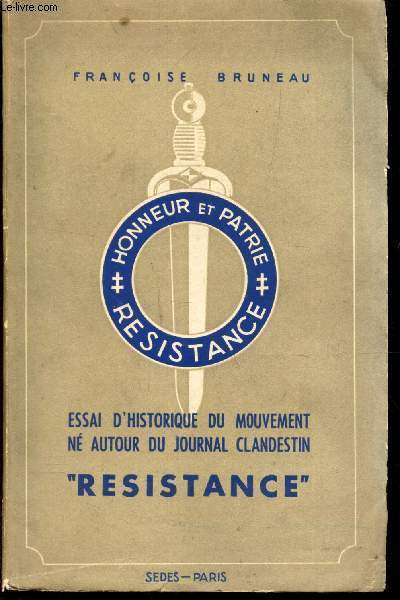 Le-livre.com
FRANÇOISE BRUNEAU
HONNEUR ET PATRIE
RESISTANCE
ESSAI D'HISTORIQUE DU MOUVEMENT
NÉ AUTOUR DU JOURNAL CLANDESTIN
"RESISTANCE"
SEDES — PARIS